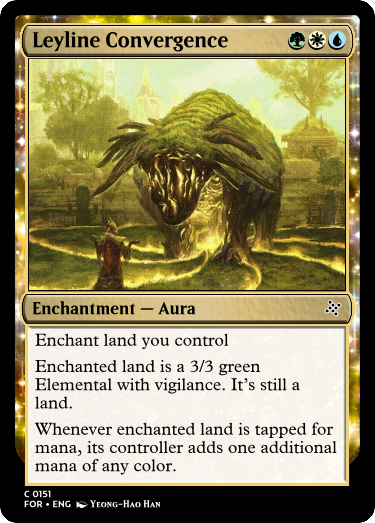 Leyline Convergence
Enchantment — Aura
Enchant land you control
Enchanted land is a 3/3 green
Elemental with vigilance. It's still a
land.
Whenever enchanted land is tapped for
mana, its controller adds one additional
mana of any color.
C 0151
FOR • ENG Yeong-Hao Han